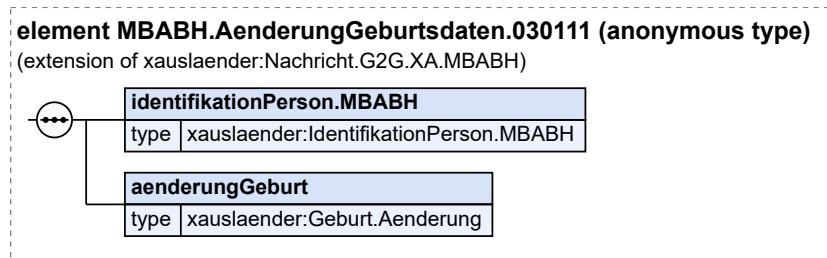 element MBABH.AenderungGeburtsdaten.030111 (anonymous type)
(extension of xauslaender:Nachricht.G2G.XA.MBABH)
identifikationPerson.MBABH
type xauslaender:IdentifikationPerson.MBABH
aenderungGeburt
type xauslaender:Geburt.Aenderung